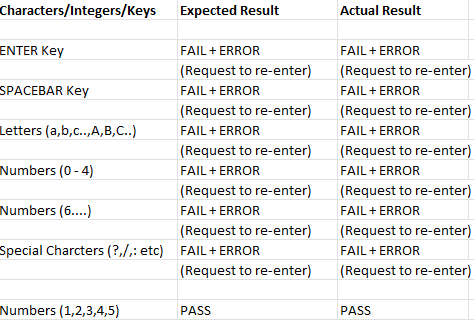 Characters/Integers/Keys Expected Result Actual Result
ENTER Key FAIL + ERROR FAIL + ERROR
(Request to re-enter) (Request to re-enter)
SPACEBAR Key FAIL + ERROR FAIL + ERROR
(Request to re-enter) (Request to re-enter)
Letters (a,b,c..,A,B,C..) FAIL + ERROR FAIL + ERROR
(Request to re-enter) (Request to re-enter)
Numbers (0 - 4) FAIL + ERROR FAIL + ERROR
(Request to re-enter) (Request to re-enter)
Numbers (6....) FAIL + ERROR FAIL + ERROR
(Request to re-enter) (Request to re-enter)
Special Charcters (?,/,: etc) FAIL + ERROR FAIL + ERROR
(Request to re-enter) (Request to re-enter)
Numbers (1,2,3,4,5) PASS PASS